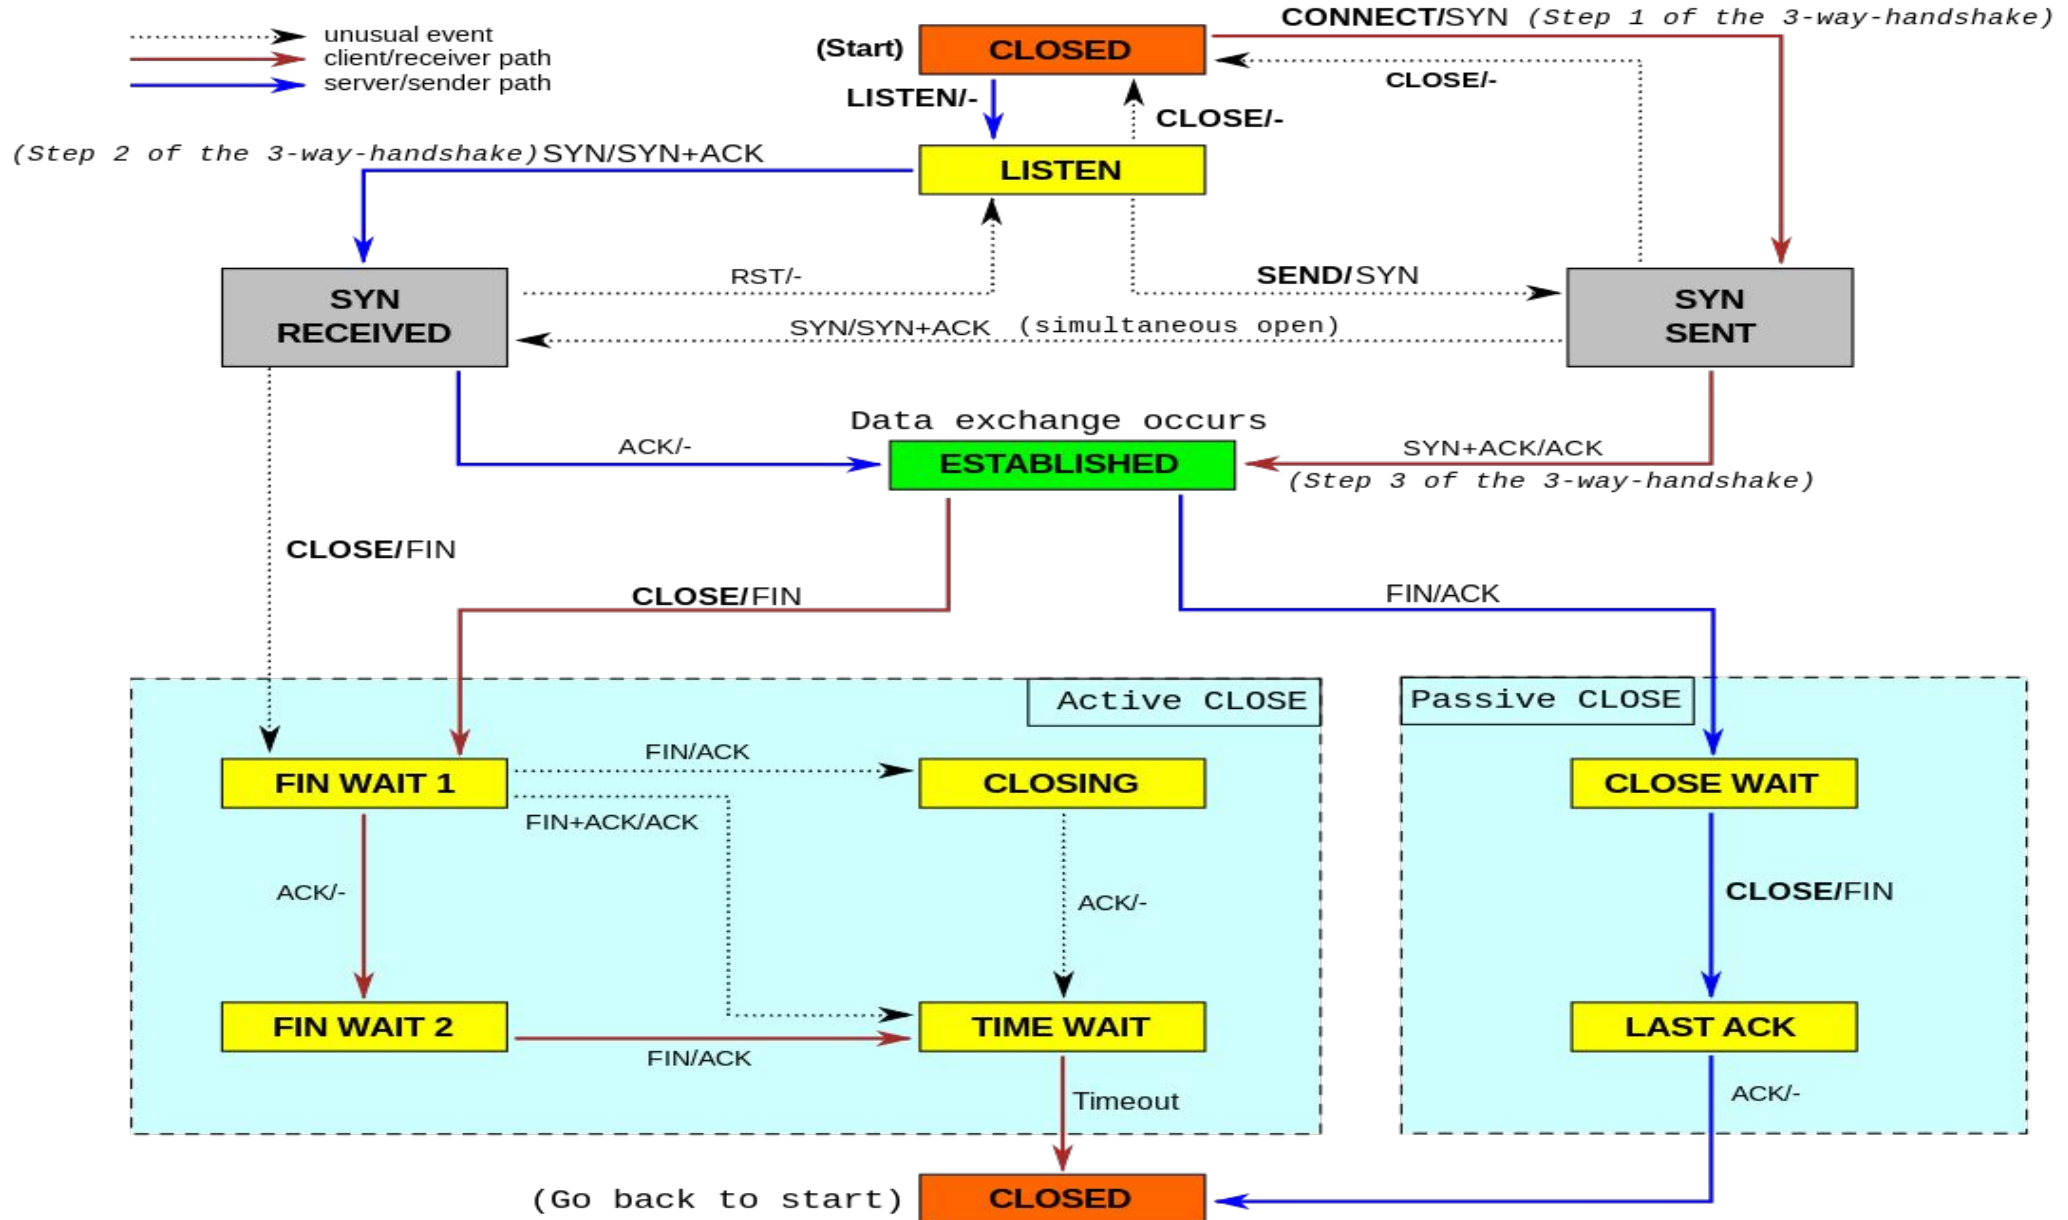 CONNECT/SYN (Step 1 of the 3-way-handshake)
unusual event
client/receiver path
server/sender path
(Start)
CLOSED
CLOSE/-
LISTEN/-
CLOSE/-
(Step 2 of the 3-way-handshake) SYN/SYN+ACK
LISTEN
RST/-
SEND/SYN
SYN
RECEIVED
SYN
SENT
SYN/SYN+ACK (simultaneous open)
Data exchange occurs
ACK/-
ESTABLISHED
SYN+ACK/ACK
(Step 3 of the 3-way-handshake)
CLOSE/FIN
CLOSE/FIN
FIN/ACK
Active CLOSE
Passive CLOSE
FIN/ACK
FIN WAIT 1
CLOSING
CLOSE WAIT
FIN+ACK/ACK
ACK/-
ACK/-
CLOSE/FIN
FIN WAIT 2
TIME WAIT
LAST ACK
FIN/ACK
Timeout
ACK/-
(Go back to start)
CLOSED